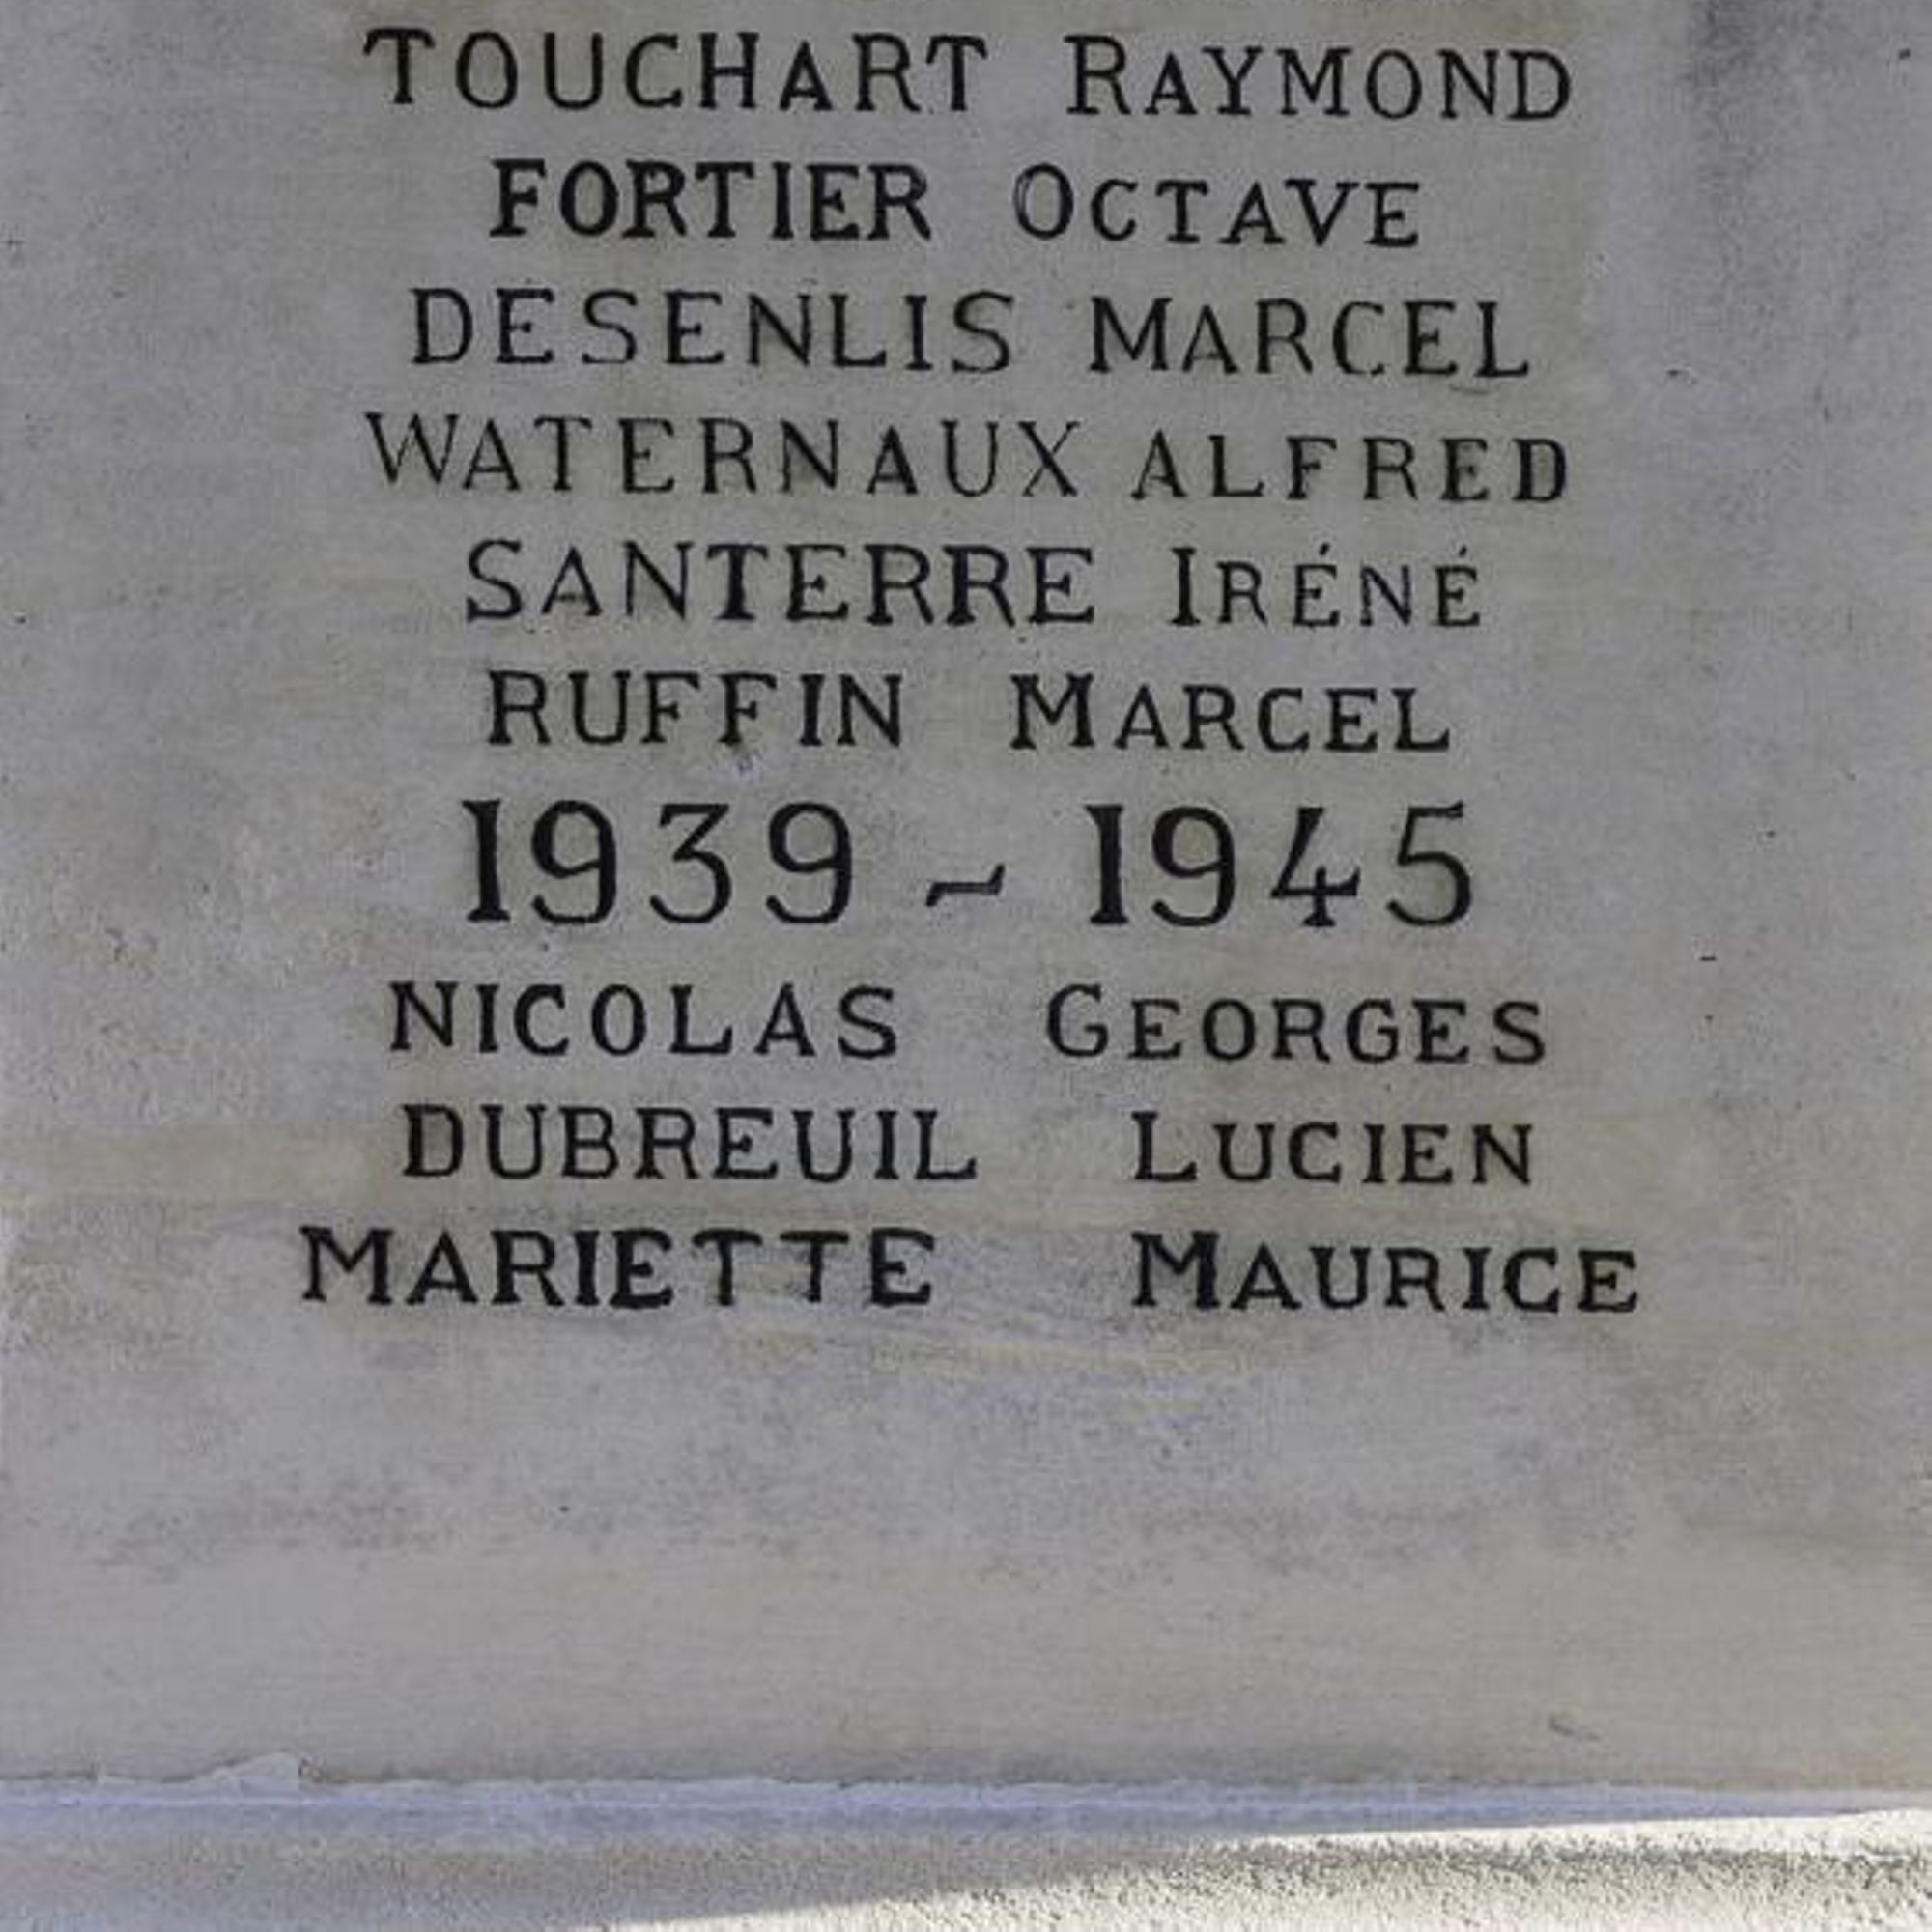 TOUCHART RAYMOND
FORTIER OCTAVE
DESENLIS MARCEL
WATERNAUX ALFRED
SANTERRE IRÉNÉ
RUFFIN MARCEL
1939 - 1945
NICOLAS GEORGES
DUBREUIL LUCIEN
MARIETTE MAURICE